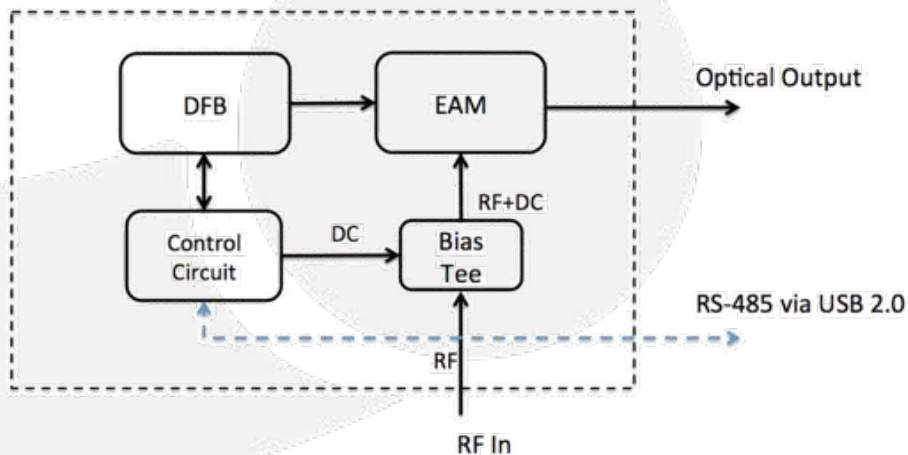 DFB
EAM
Optical Output
RF+DC
Control
Circuit
DC
Bias
Tee
RS-485 via USB 2.0
RF
RF In